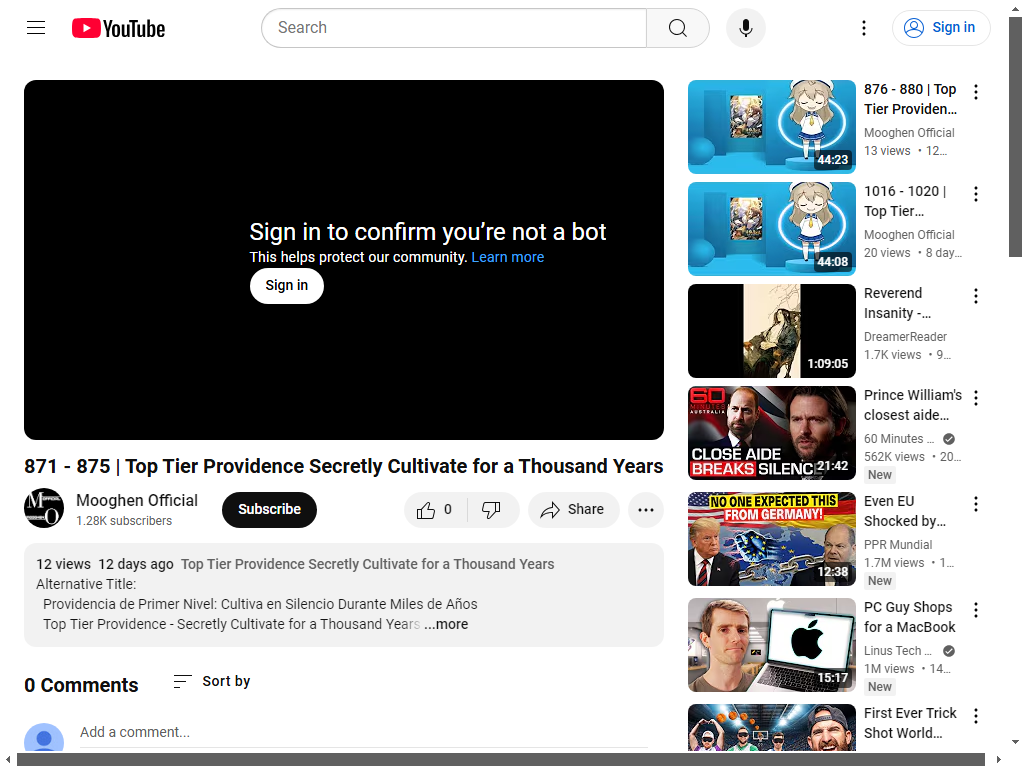 YouTube
Search
Sign in
Sign in to confirm you’re not a bot
This helps protect our community. Learn more
Sign in
871 - 875 | Top Tier Providence Secretly Cultivate for a Thousand Years
Mooghen Official
1.28K subscribers
Subscribe
0
Share
12 views 12 days ago Top Tier Providence Secretly Cultivate for a Thousand Years
Alternative Title:
Providencia de Primer Nivel: Cultiva en Silencio Durante Miles de Años
Top Tier Providence - Secretly Cultivate for a Thousand Years ...more
0 Comments
Sort by
Add a comment...
44:23
876 - 880 | Top
Tier Providen...
Mooghen Official
13 views • 12...
44:08
1016 - 1020 |
Top Tier...
Mooghen Official
20 views • 8 day...
1:09:05
Reverend
Insanity -...
DreamerReader
1.7K views • 9...
60
MINUTES
AUSTRALIA
CLOSE AIDE
BREAKS SILENCE
21:42
Prince William's
closest aide...
60 Minutes ...
562K views • 20...
New
NO ONE EXPECTED THIS
FROM GERMANY!
12:38
Even EU
Shocked by...
PPR Mundial
1.7M views • 1...
New
15:17
PC Guy Shops
for a MacBook
Linus Tech ...
1M views • 14...
New
First Ever Trick
Shot World...